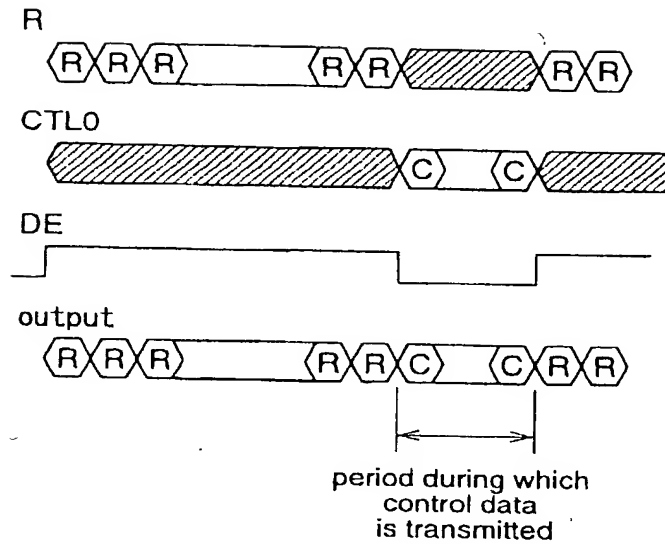 R
R R R R R R R
CTL0
C C
DE
output
R R R R R C C R R
period during which
control data
is transmitted